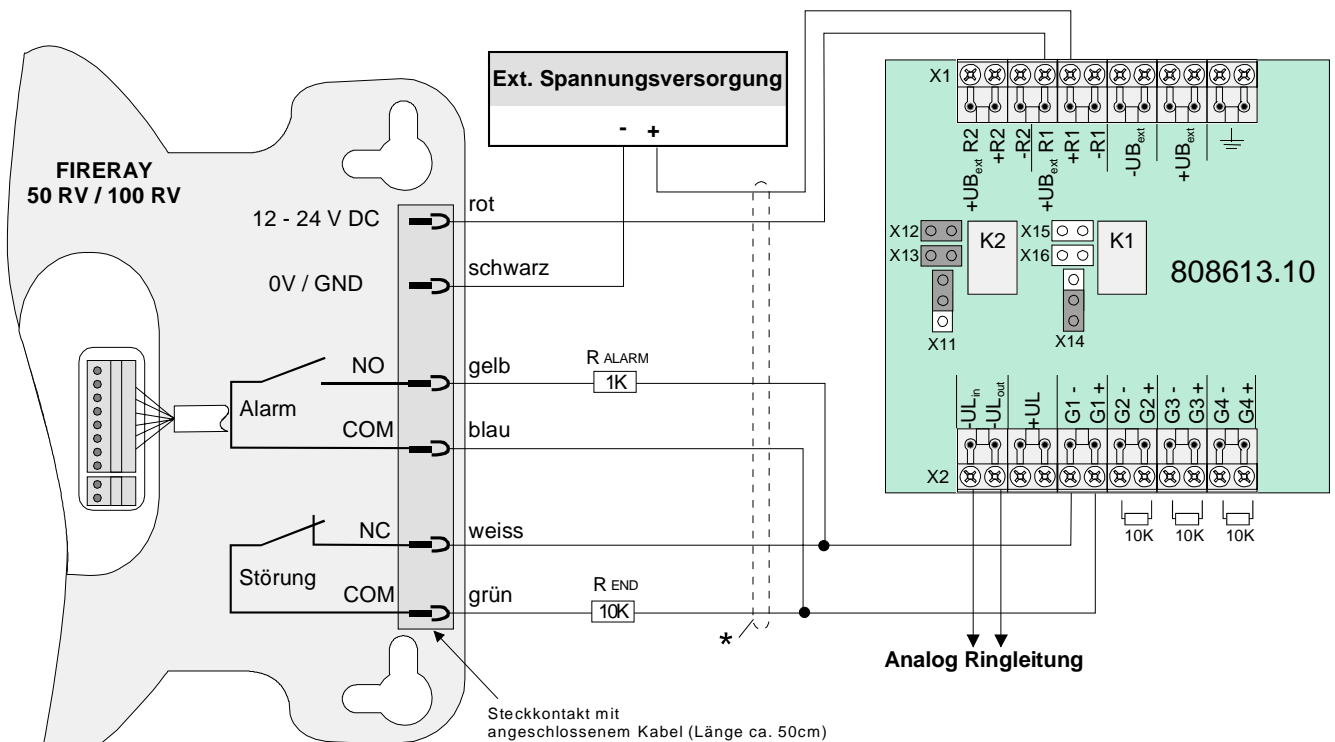 Ext. Spannungsversorgung
- +
FIRERAY
50 RV / 100 RV
12 - 24 V DC
rot
0V / GND
schwarz
NO
gelb
Alarm
COM
blau
NC
weiss
Störung
COM
grün
R ALARM
1K
R END
10K
*
Steckkontakt mit
angeschlossenem Kabel (Länge ca. 50cm)
X1
+UBext R2
+R2
-R2
+UBext R1
+R1
-R1
-UBext
+UBext
X12
X13
K2
X11
X15
X16
K1
X14
808613.10
-ULin
-ULout
+UL
G1 -
G1 +
G2 -
G2 +
G3 -
G3 +
G4 -
G4 +
X2
10K
10K
10K
Analog Ringleitung